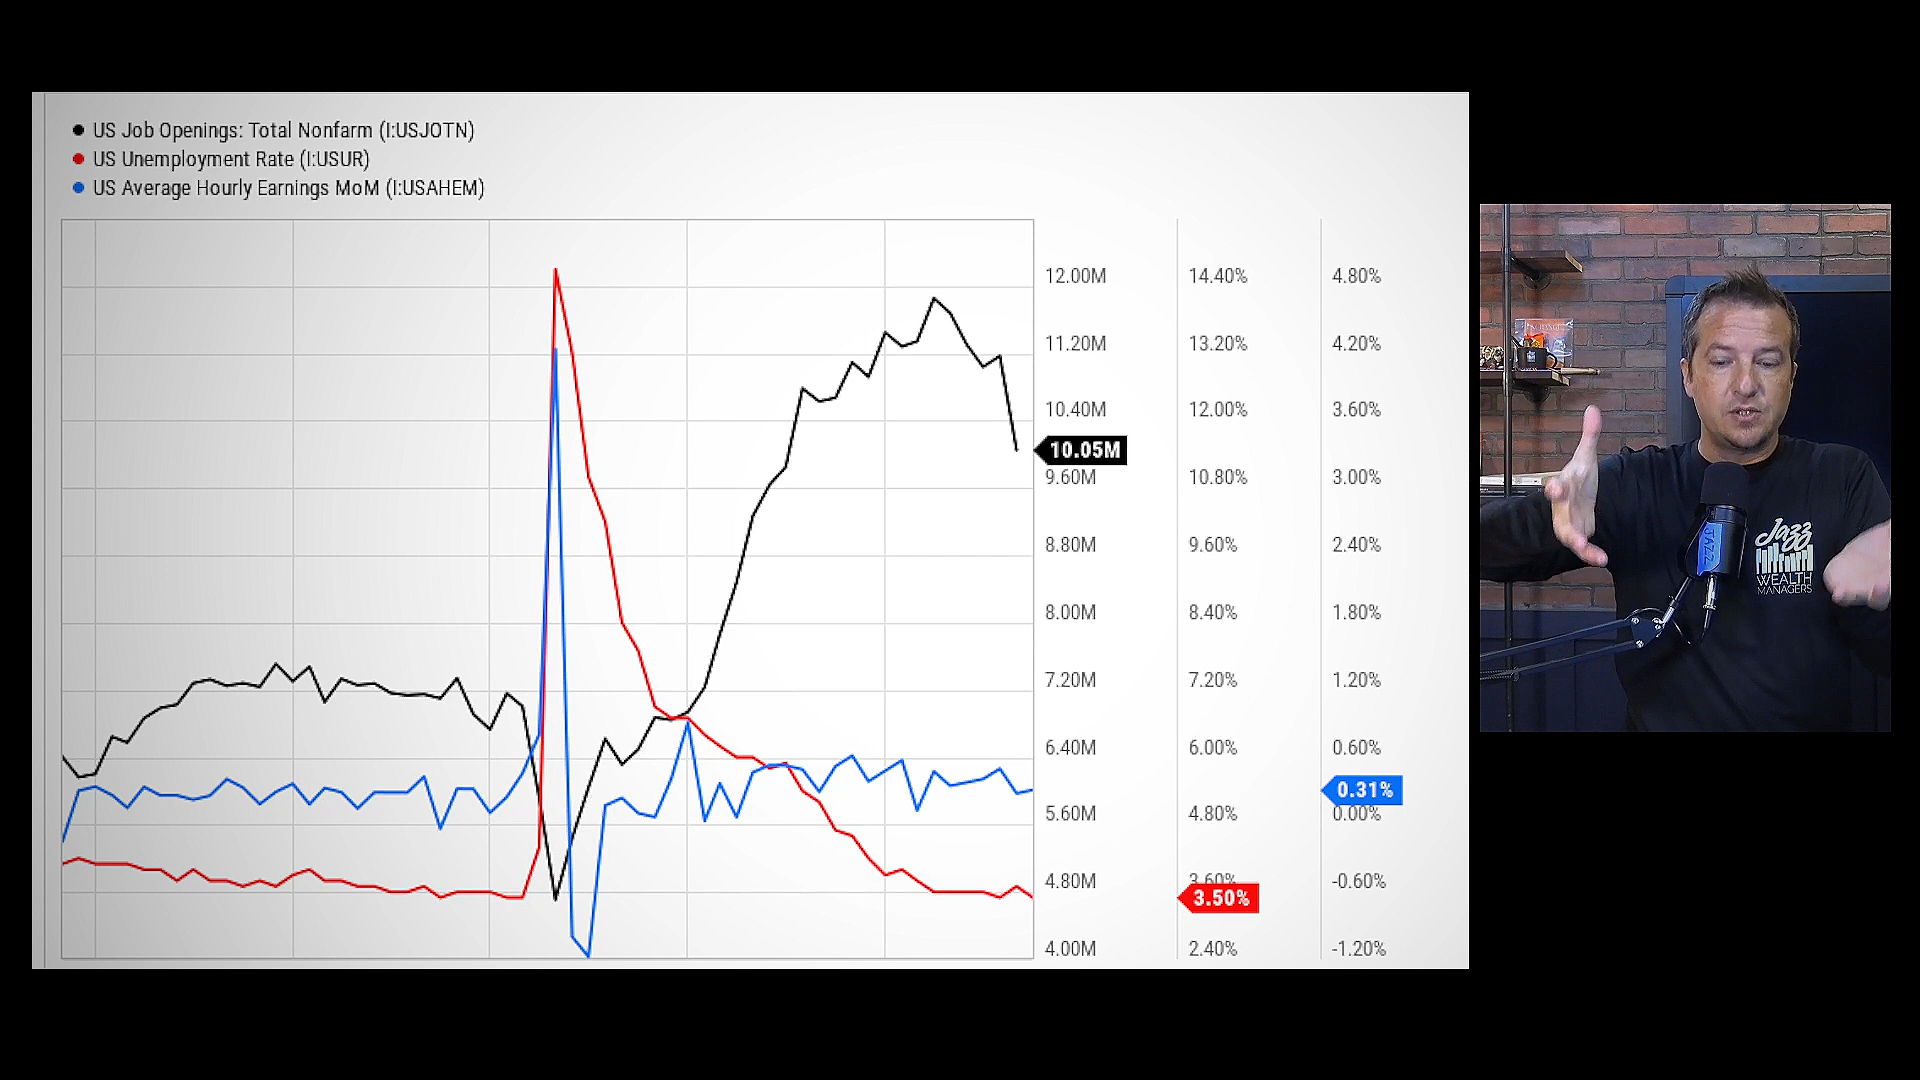 US Job Openings: Total Nonfarm (I:USJOTN)
US Unemployment Rate (I:USUR)
US Average Hourly Earnings MoM (I:USAHEM)
12.00M 14.40% 4.80%
11.20M 13.20% 4.20%
10.40M 12.00% 3.60%
10.05M
9.60M 10.80% 3.00%
8.80M 9.60% 2.40%
8.00M 8.40% 1.80%
7.20M 7.20% 1.20%
6.40M 6.00% 0.60%
0.31%
5.60M 4.80% 0.00%
4.80M 3.60% -0.60%
3.50%
4.00M 2.40% -1.20%
JAZZ
Jazz
WEALTH
MANAGERS